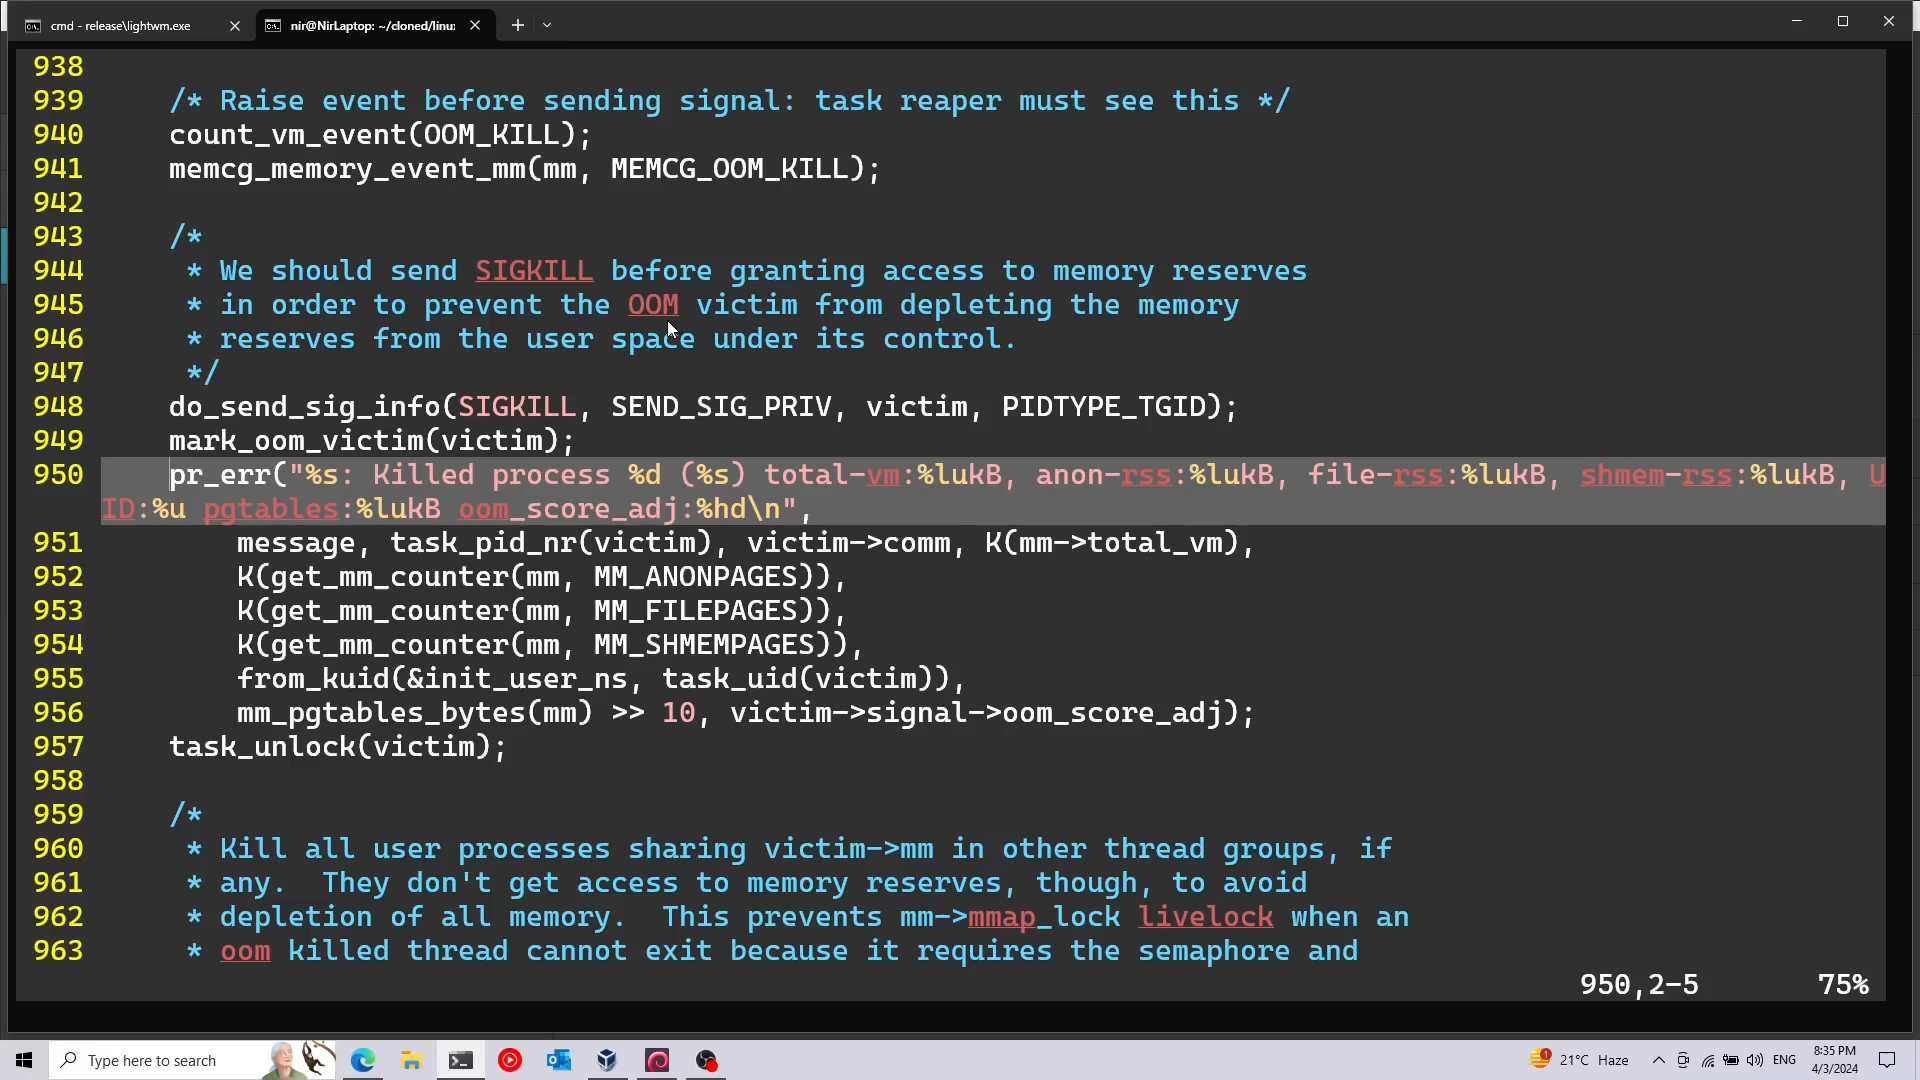 cmd - release\lightwm.exe
nir@NirLaptop: ~/cloned/linu
938
939 /* Raise event before sending signal: task reaper must see this */
940 count_vm_event(OOM_KILL);
941 memcg_memory_event_mm(mm, MEMCG_OOM_KILL);
942
943 /*
944 * We should send SIGKILL before granting access to memory reserves
945 * in order to prevent the OOM victim from depleting the memory
946 * reserves from the user space under its control.
947 */
948 do_send_sig_info(SIGKILL, SEND_SIG_PRIV, victim, PIDTYPE_TGID);
949 mark_oom_victim(victim);
950 pr_err("%s: Killed process %d (%s) total-vm:%lukB, anon-rss:%lukB, file-rss:%lukB, shmem-rss:%lukB, U
ID:%u pgtables:%lukB oom_score_adj:%hd\n",
951 message, task_pid_nr(victim), victim->comm, K(mm->total_vm),
952 K(get_mm_counter(mm, MM_ANONPAGES)),
953 K(get_mm_counter(mm, MM_FILEPAGES)),
954 K(get_mm_counter(mm, MM_SHMEMPAGES)),
955 from_kuid(&init_user_ns, task_uid(victim)),
956 mm_pgtables_bytes(mm) >> 10, victim->signal->oom_score_adj);
957 task_unlock(victim);
958
959 /*
960 * Kill all user processes sharing victim->mm in other thread groups, if
961 * any.  They don't get access to memory reserves, though, to avoid
962 * depletion of all memory.  This prevents mm->mmap_lock livelock when an
963 * oom killed thread cannot exit because it requires the semaphore and
950,2-5 75%
Type here to search
1
21°C Haze
ENG
8:35 PM
4/3/2024